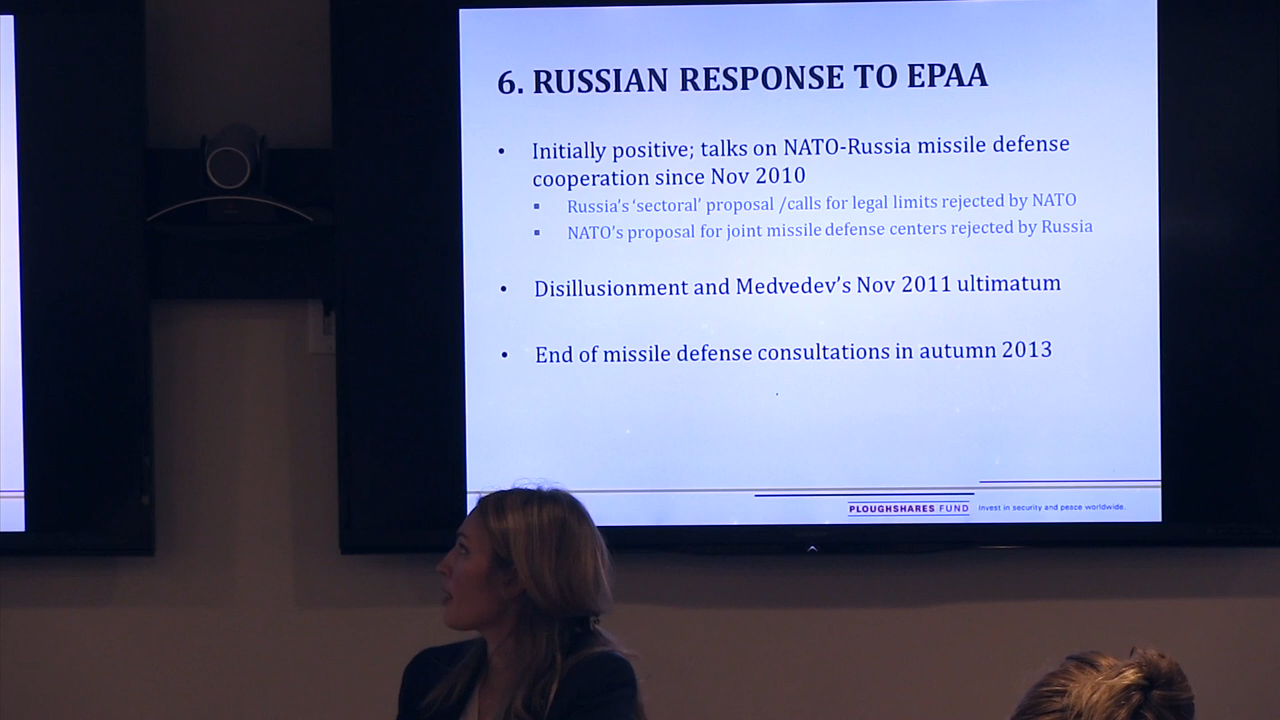 6. RUSSIAN RESPONSE TO EPAA
• Initially positive; talks on NATO-Russia missile defense
cooperation since Nov 2010
▪ Russia's 'sectoral' proposal /calls for legal limits rejected by NATO
▪ NATO's proposal for joint missile defense centers rejected by Russia
• Disillusionment and Medvedev's Nov 2011 ultimatum
• End of missile defense consultations in autumn 2013
PLOUGHSHARES FUND Invest in security and peace worldwide.